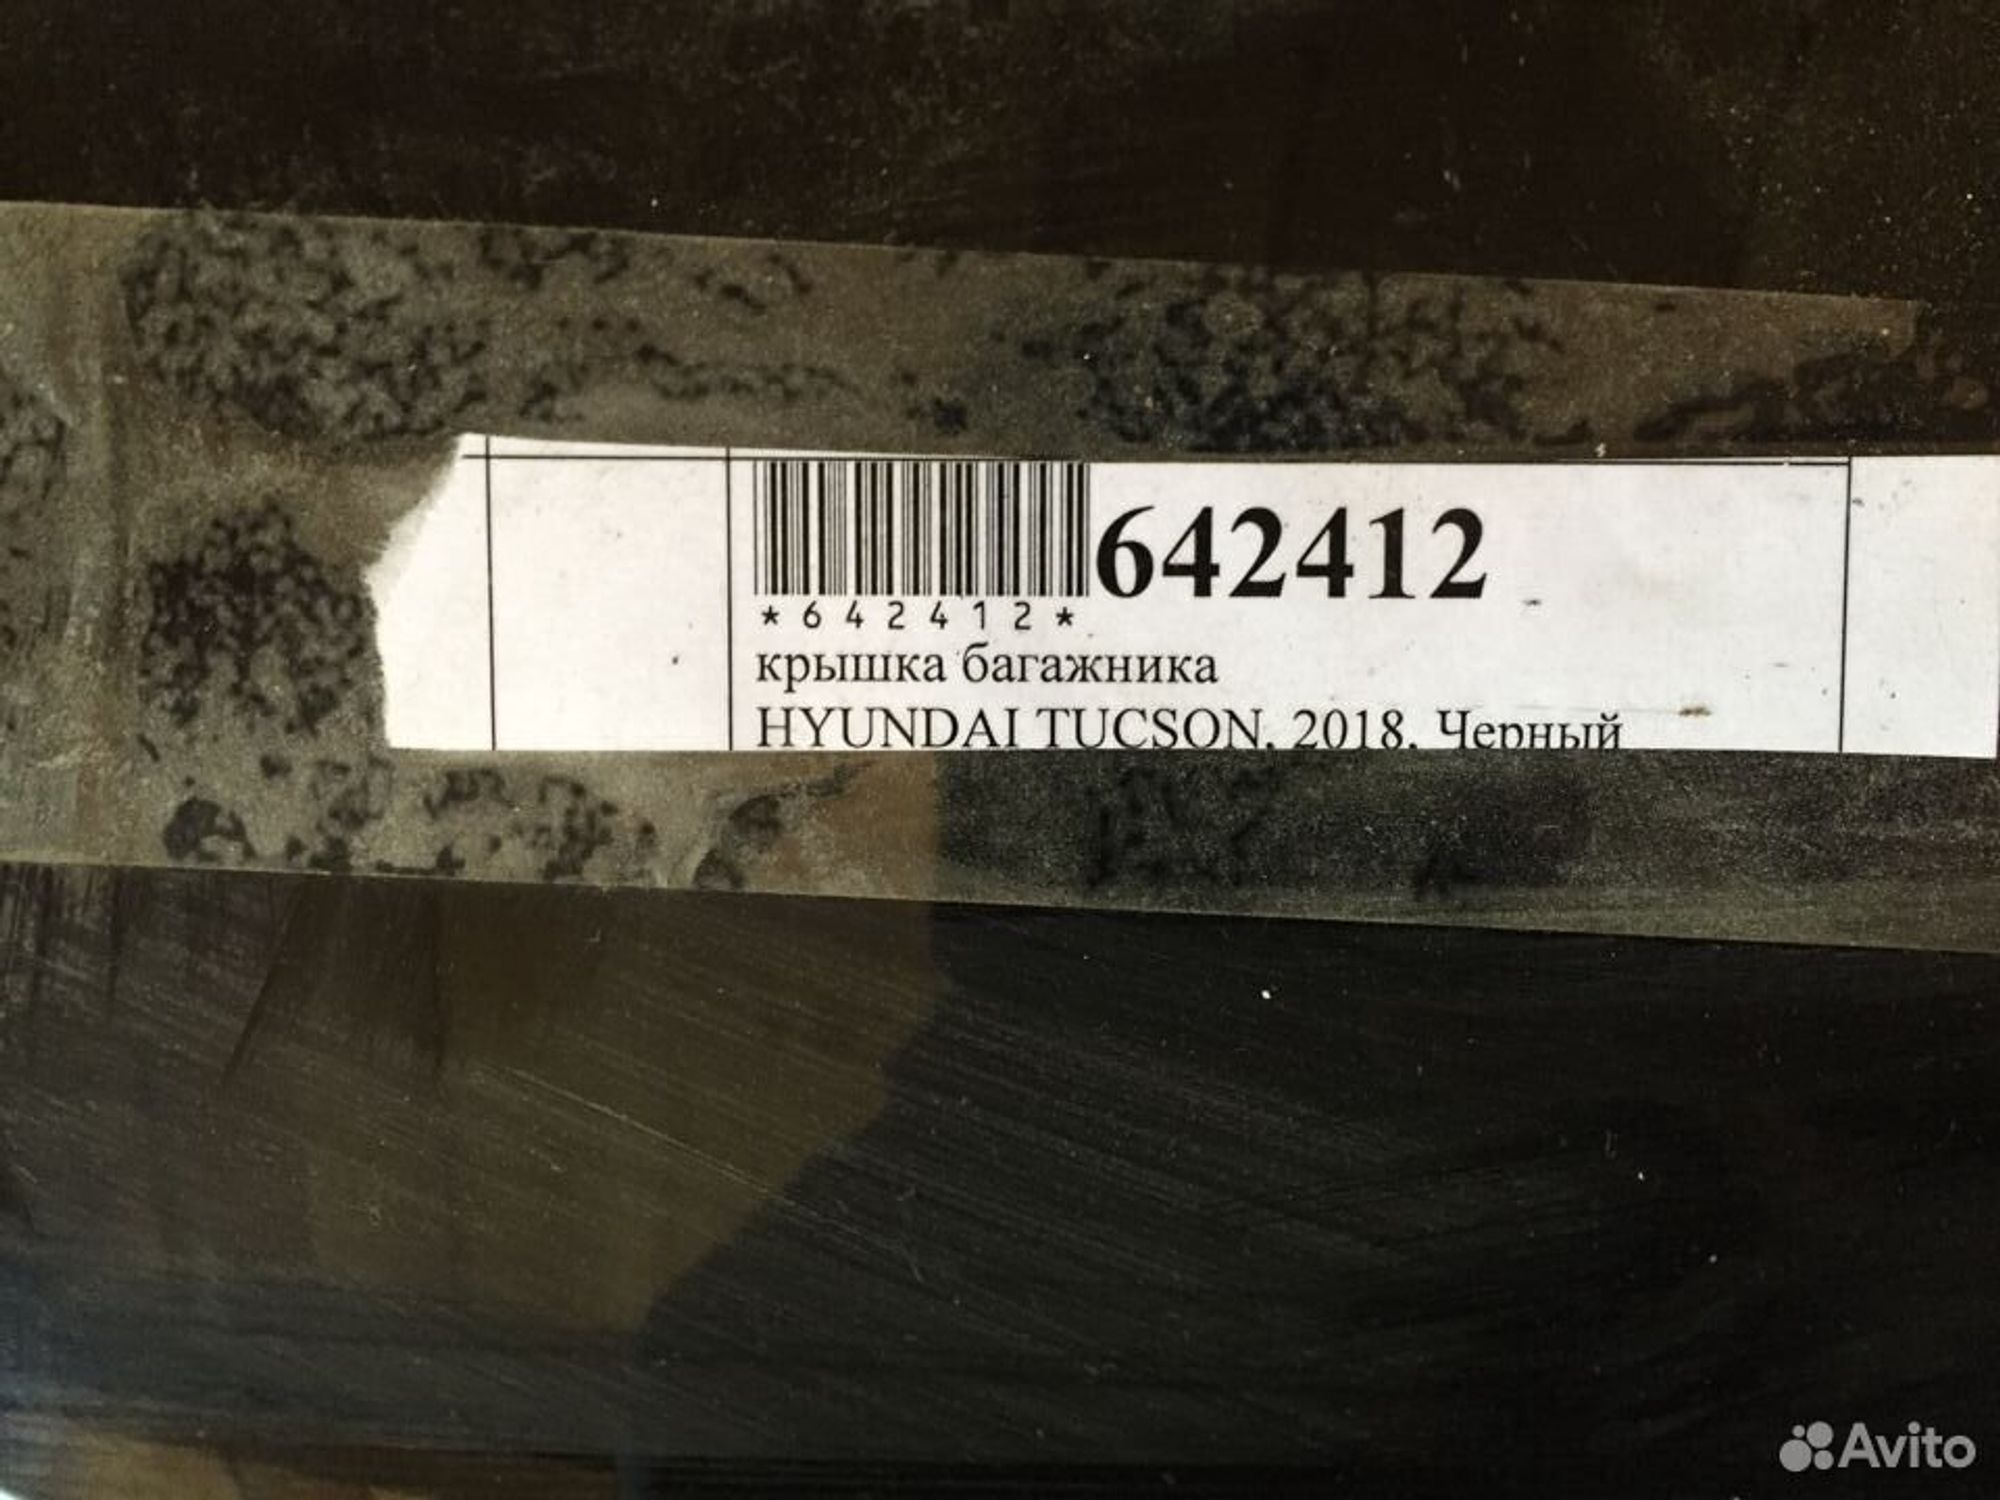 642412
*642412*
крышка багажника
HYUNDAI TUCSON, 2018, Черный
Avito